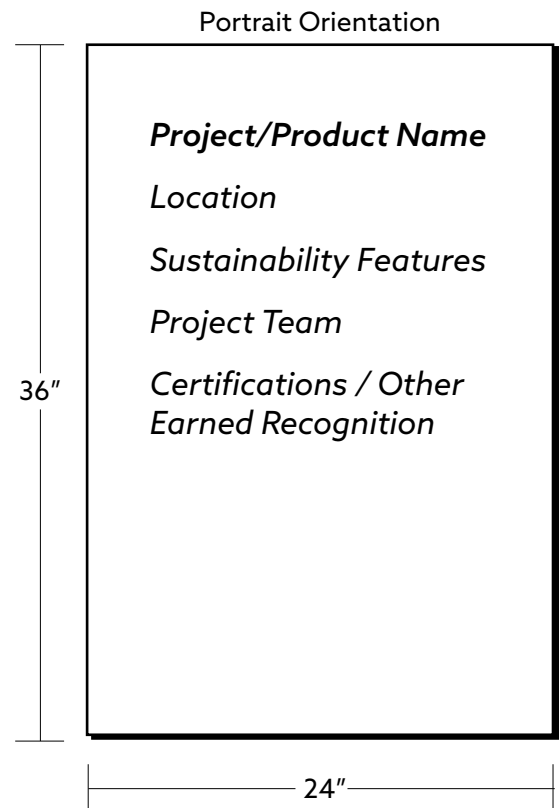 Portrait Orientation
Project/Product Name
Location
Sustainability Features
Project Team
Certifications / Other
Earned Recognition
36″
24″